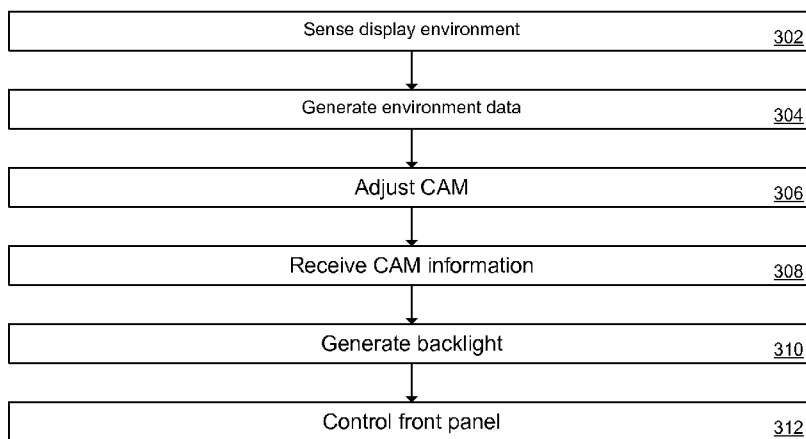 Sense display environment
302
Generate environment data
304
Adjust CAM
306
Receive CAM information
308
Generate backlight
310
Control front panel
312